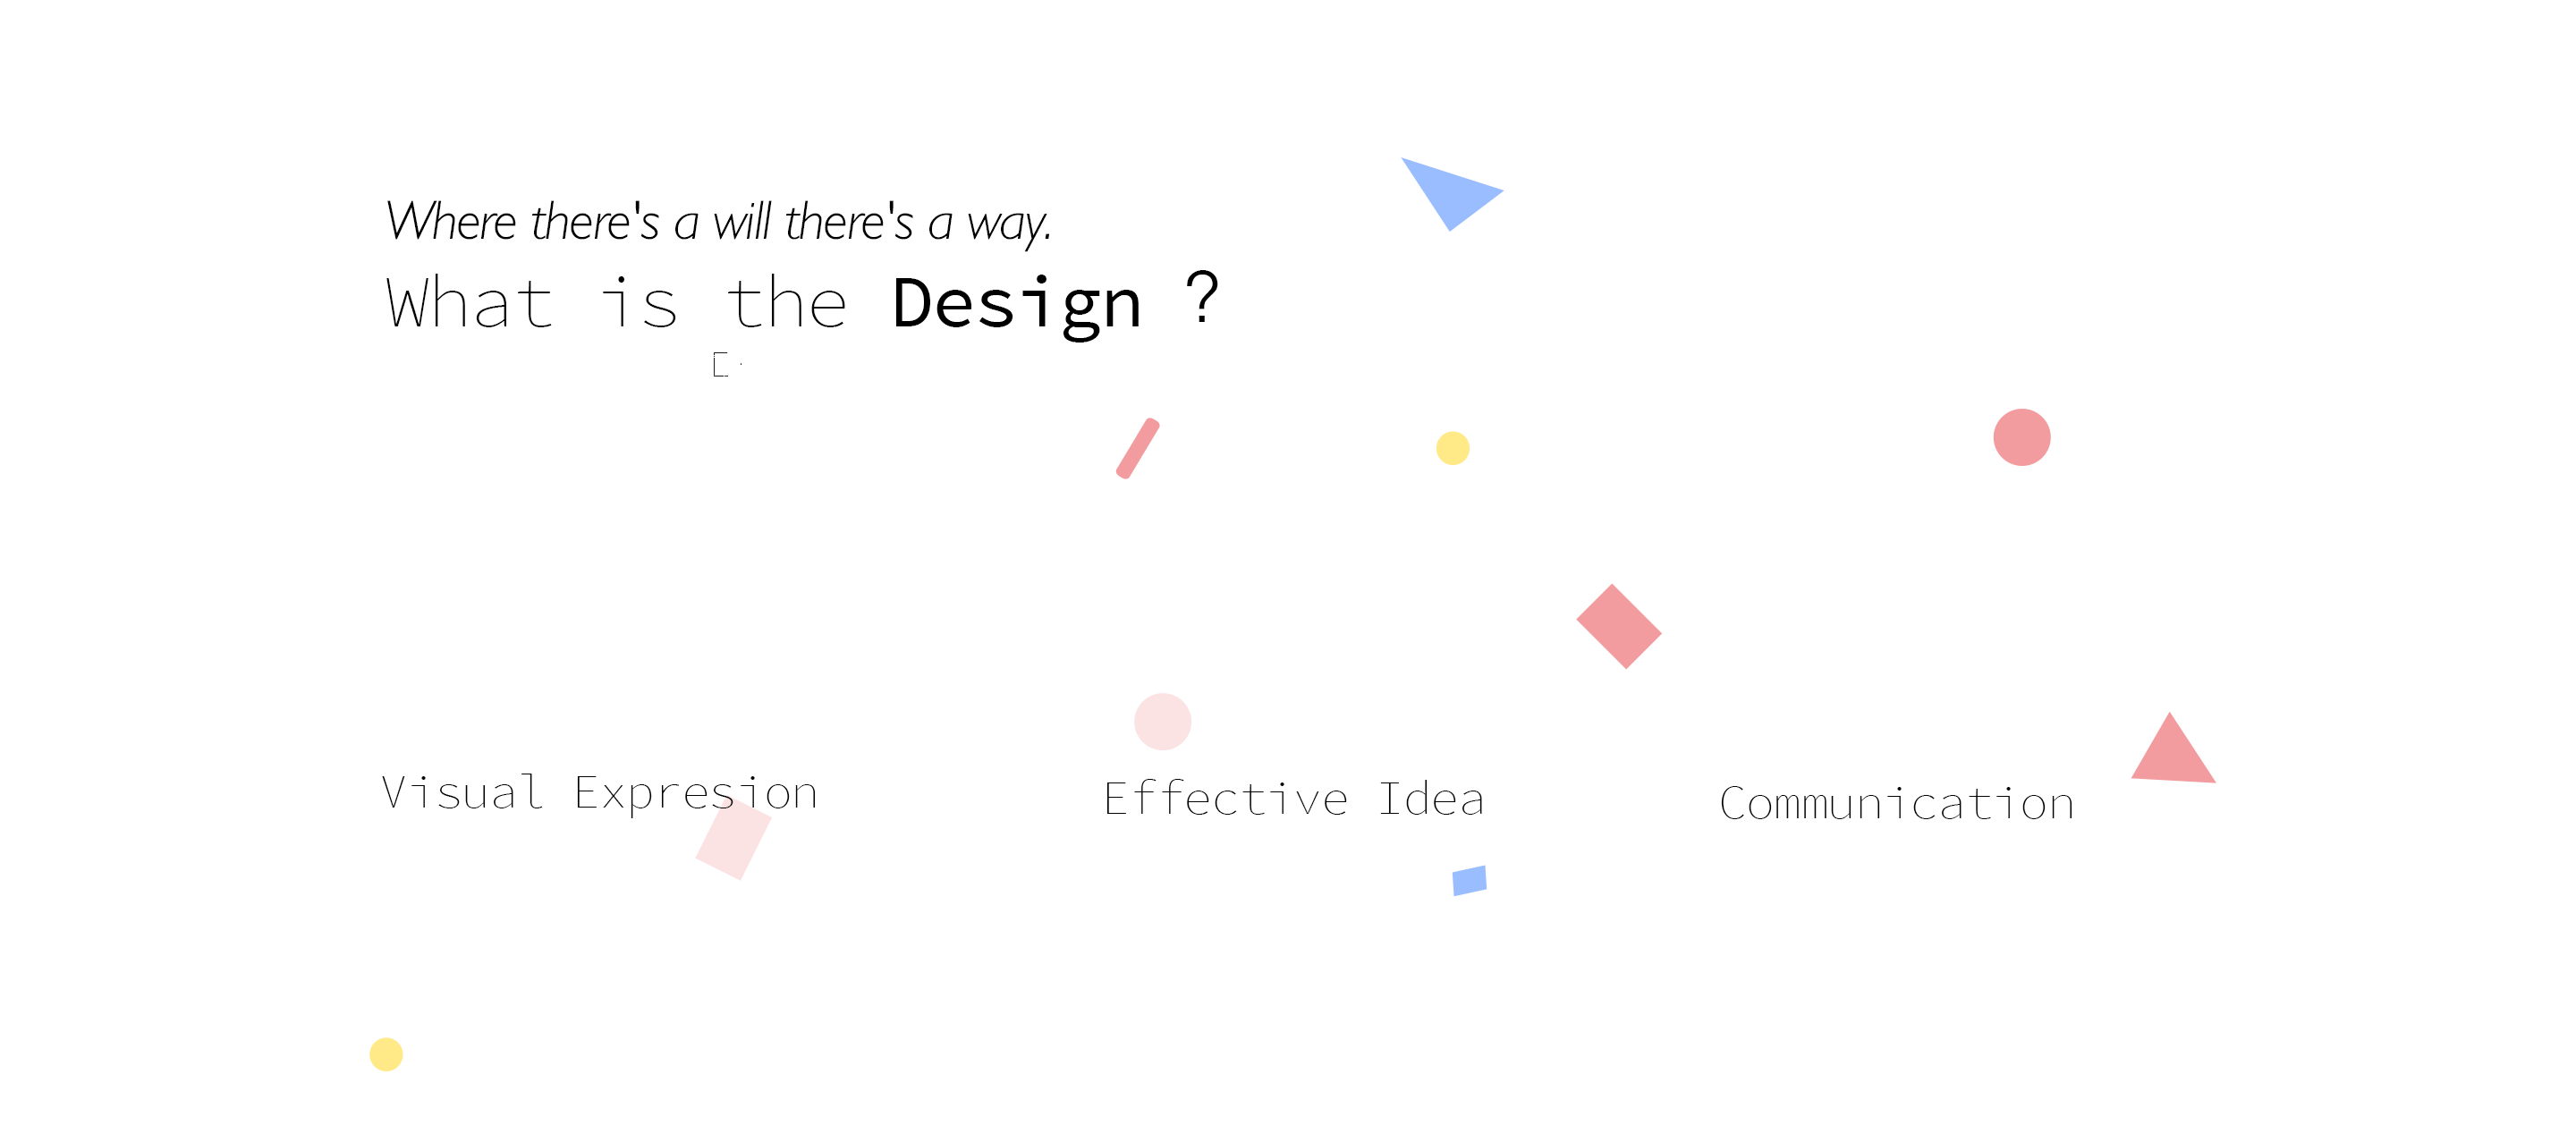 Where there's a will there's a way.
What is the Design ?
Visual Expresion
Effective Idea
Communication